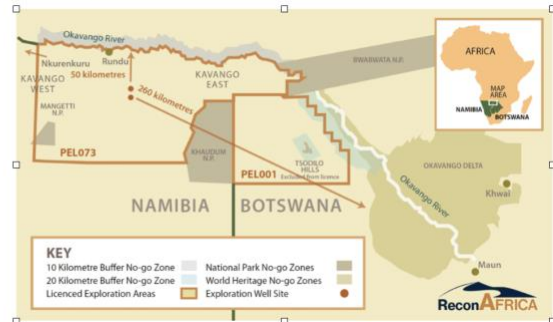 Okavango River
Nkurenkuru
Rundu
KAVANGO
WEST
50 kilometres
KAVANGO
EAST
BWABWATA N.P.
MANGETTI
N.P.
260 kilometres
PEL073
KHAUDUM
N.P.
PEL001
TSODILO
HILLS
Excluded from licence
OKAVANGO DELTA
Okavango River
Khwai
Maun
NAMIBIA
BOTSWANA
AFRICA
MAP
AREA
NAMIBIA
BOTSWANA
KEY
10 Kilometre Buffer No-go Zone
20 Kilometre Buffer No-go Zone
Licenced Exploration Areas
National Park No-go Zones
World Heritage No-go Zones
Exploration Well Site
ReconAFRICA